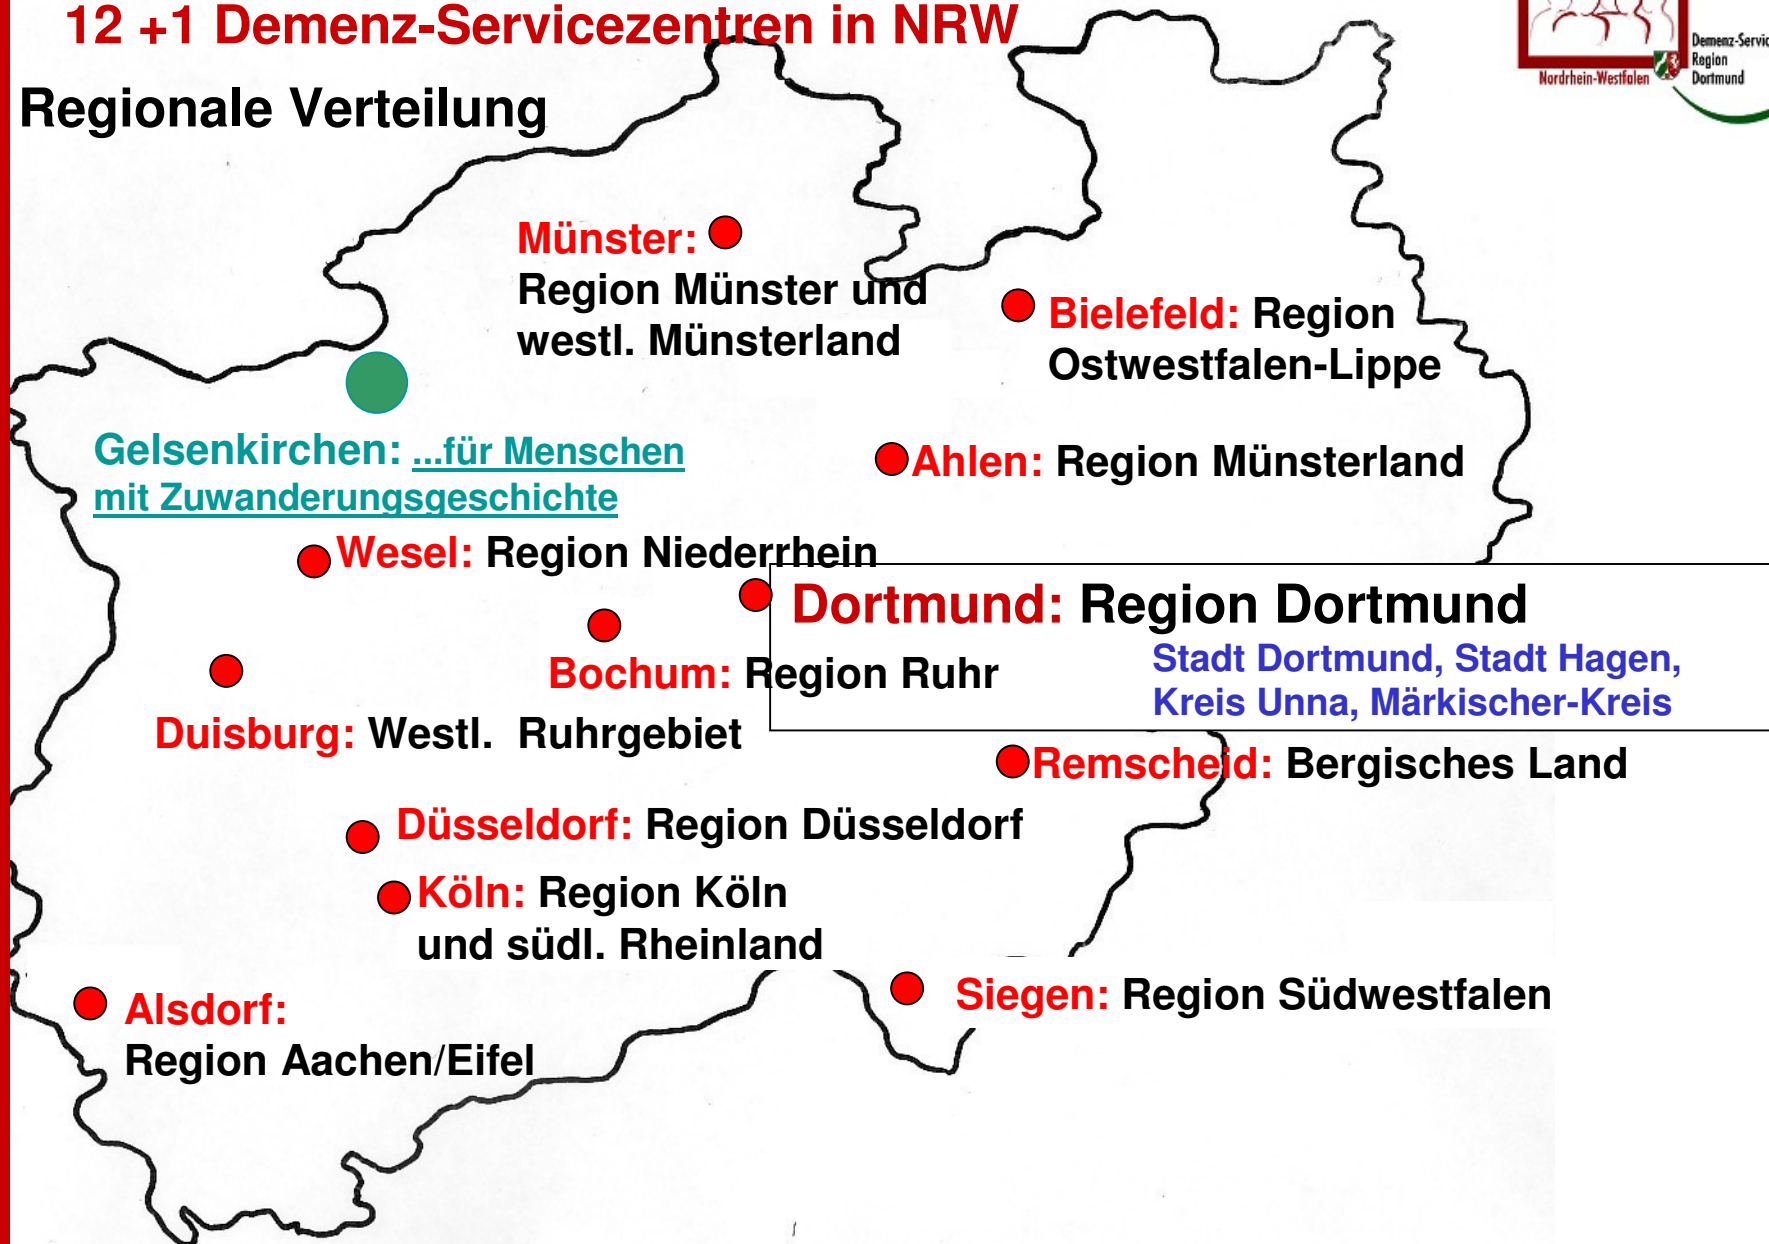 12 +1 Demenz-Servicezentren in NRW
Regionale Verteilung
Nordrhein-Westfalen
Region
Dortmund
Münster:
Region Münster und
westl. Münsterland
Bielefeld: Region
Ostwestfalen-Lippe
Gelsenkirchen: ...für Menschen
mit Zuwanderungsgeschichte
Ahlen: Region Münsterland
Wesel: Region Niederrhein
Dortmund: Region Dortmund
Stadt Dortmund, Stadt Hagen,
Kreis Unna, Märkischer-Kreis
Bochum: Region Ruhr
Duisburg: Westl. Ruhrgebiet
Remscheid: Bergisches Land
Düsseldorf: Region Düsseldorf
Köln: Region Köln
und südl. Rheinland
Siegen: Region Südwestfalen
Alsdorf:
Region Aachen/Eifel